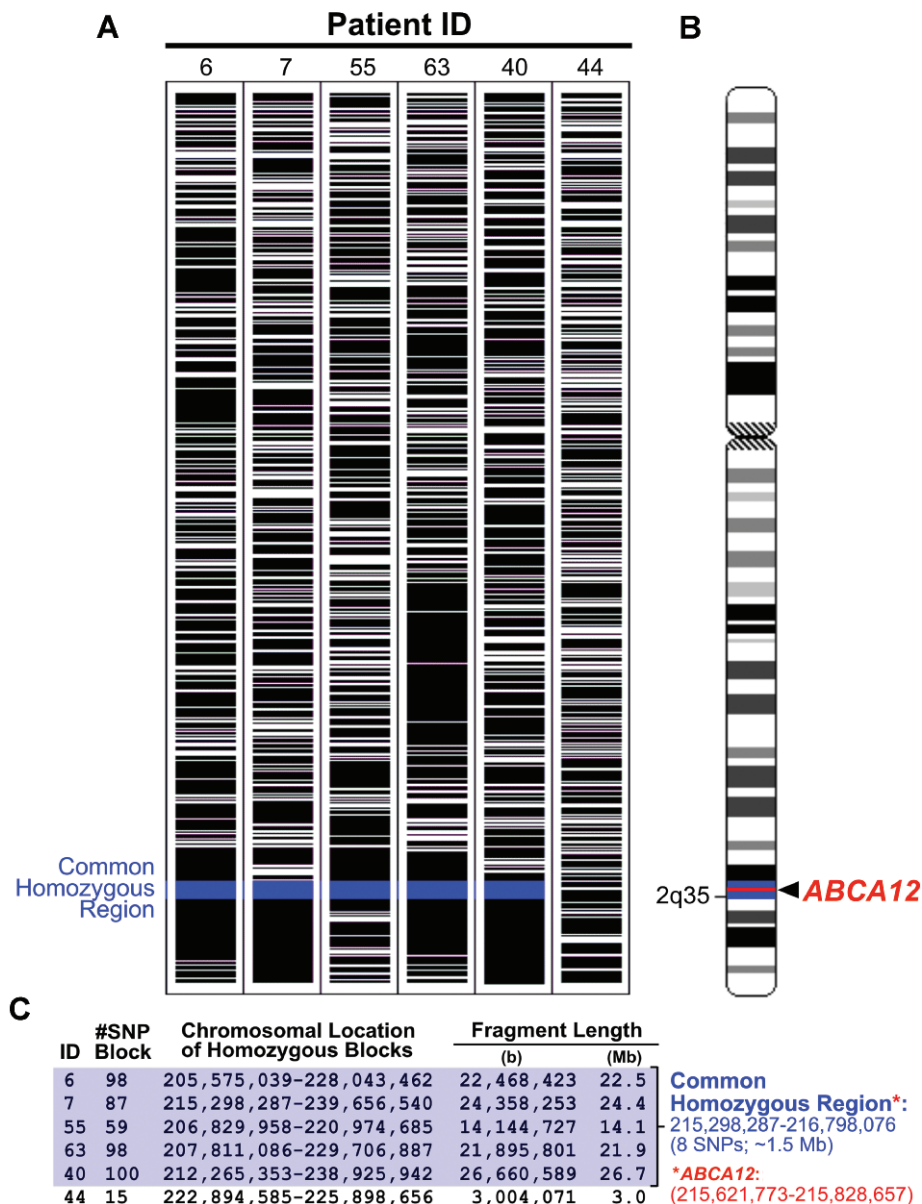 A
Patient ID
B
6 7 55 63 40 44
Common
Homozygous
Region
2q35
ABCA12
C
ID #SNP Block Chromosomal Location of Homozygous Blocks Fragment Length
(b) (Mb)
6 98 205,575,039-228,043,462 22,468,423 22.5
7 87 215,298,287-239,656,540 24,358,253 24.4
55 59 206,829,958-220,974,685 14,144,727 14.1
63 98 207,811,086-229,706,887 21,895,801 21.9
40 100 212,265,353-238,925,942 26,660,589 26.7
44 15 222,894,585-225,898,656 3,004,071 3.0
Common
Homozygous Region*:
215,298,287-216,798,076
(8 SNPs; ~1.5 Mb)
*ABCA12:
(215,621,773-215,828,657)